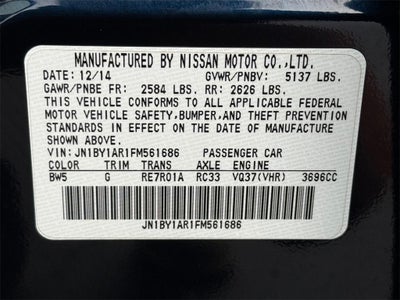 MANUFACTURED BY NISSAN MOTOR CO.,LTD.
DATE: 12/14 GVWR/PNBV: 5137 LBS.
GAWR/PNBE FR: 2584 LBS. RR: 2626 LBS.
THIS VEHICLE CONFORMS TO ALL APPLICABLE FEDERAL
MOTOR VEHICLE SAFETY, BUMPER, AND THEFT PREVENTION
STANDARDS IN EFFECT ON THE DATE OF MANUFACTURE
SHOWN ABOVE.
VIN: JN1BY1AR1FM561686 PASSENGER CAR
COLOR TRIM TRANS AXLE ENGINE
BW5 G RE7R01A RC33 VQ37(VHR) 3696CC
JN1BY1AR1FM561686